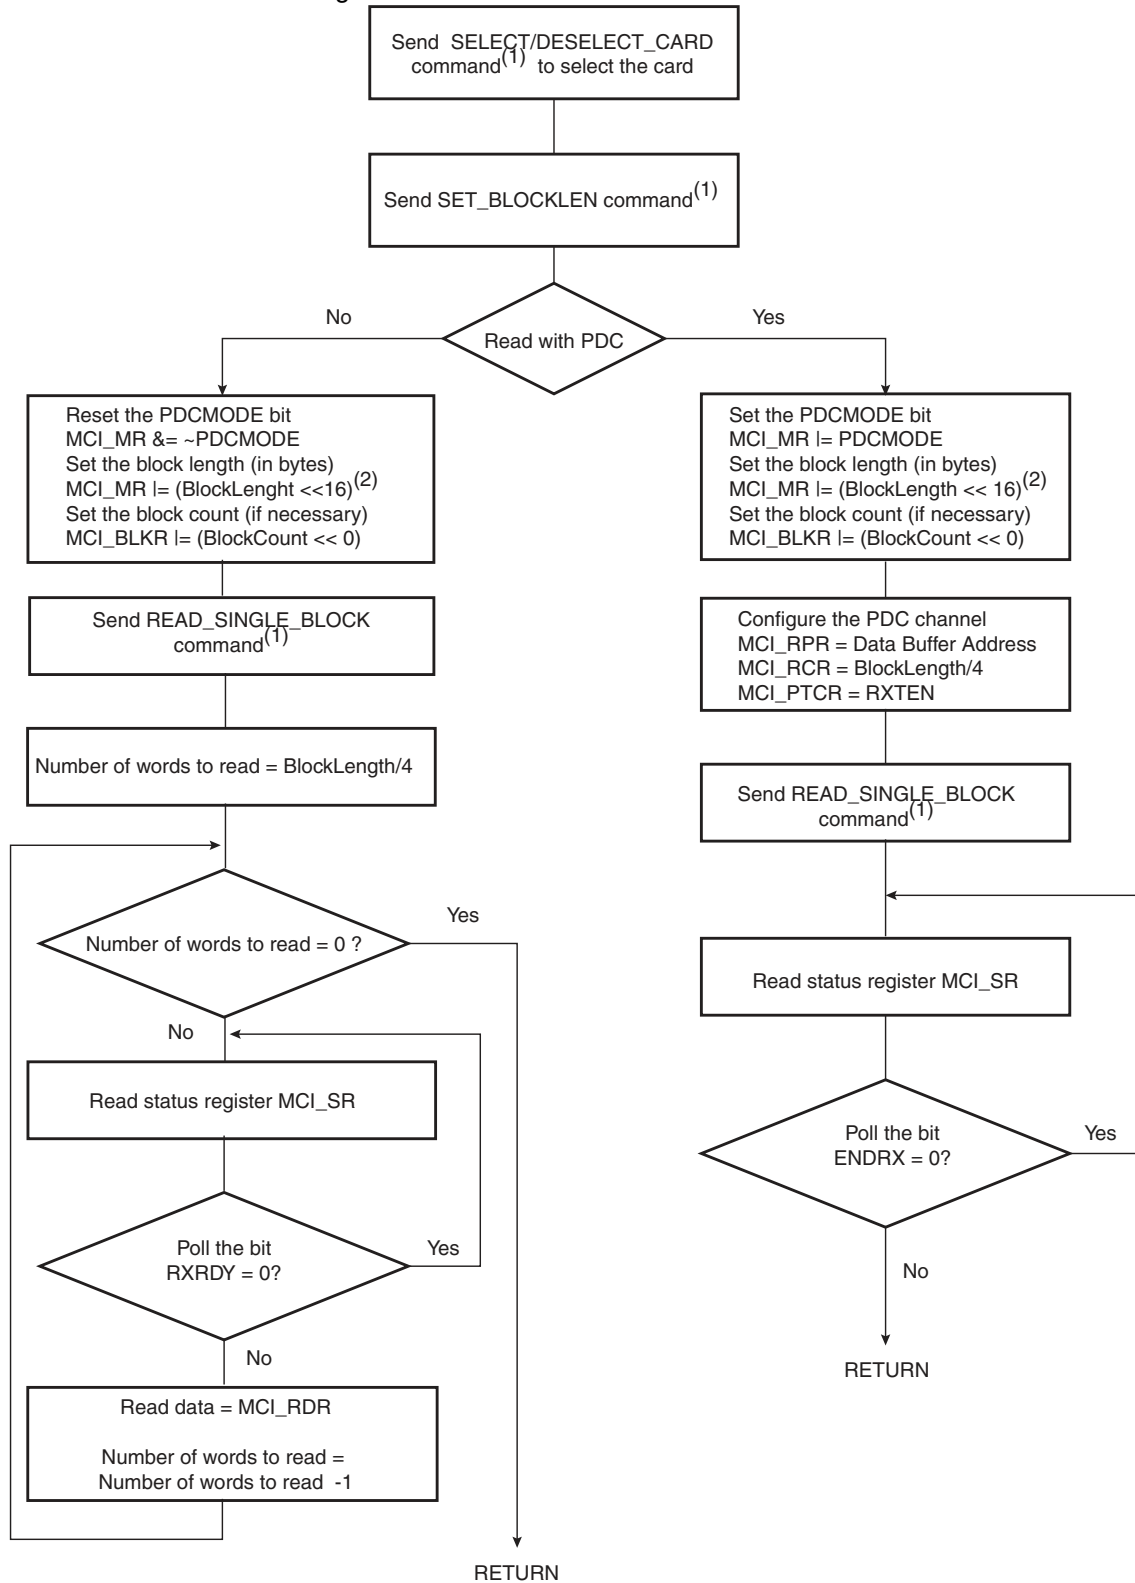 Send SELECT/DESELECT_CARD
command(1) to select the card
Send SET_BLOCKLEN command(1)
No
Yes
Read with PDC
Reset the PDCMODE bit
MCI_MR &= ~PDCMODE
Set the block length (in bytes)
MCI_MR |= (BlockLenght <<16)(2)
Set the block count (if necessary)
MCI_BLKR |= (BlockCount << 0)
Send READ_SINGLE_BLOCK
command(1)
Number of words to read = BlockLength/4
Number of words to read = 0 ?
Yes
No
Read status register MCI_SR
Poll the bit
RXRDY = 0?
Yes
No
Read data = MCI_RDR
Number of words to read =
Number of words to read -1
RETURN
Set the PDCMODE bit
MCI_MR |= PDCMODE
Set the block length (in bytes)
MCI_MR |= (BlockLength << 16)(2)
Set the block count (if necessary)
MCI_BLKR |= (BlockCount << 0)
Configure the PDC channel
MCI_RPR = Data Buffer Address
MCI_RCR = BlockLength/4
MCI_PTCR = RXTEN
Send READ_SINGLE_BLOCK
command(1)
Read status register MCI_SR
Poll the bit
ENDRX = 0?
Yes
No
RETURN